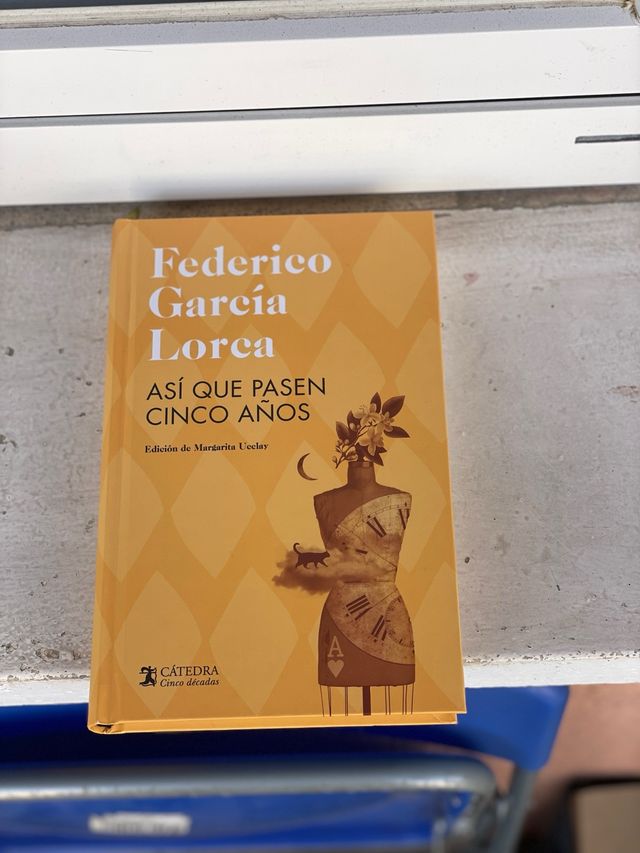 Federico
García
Lorca
ASÍ QUE PASEN
CINCO AÑOS
Edición de Margarita Ucelay
A
CÁTEDRA
Cinco décadas